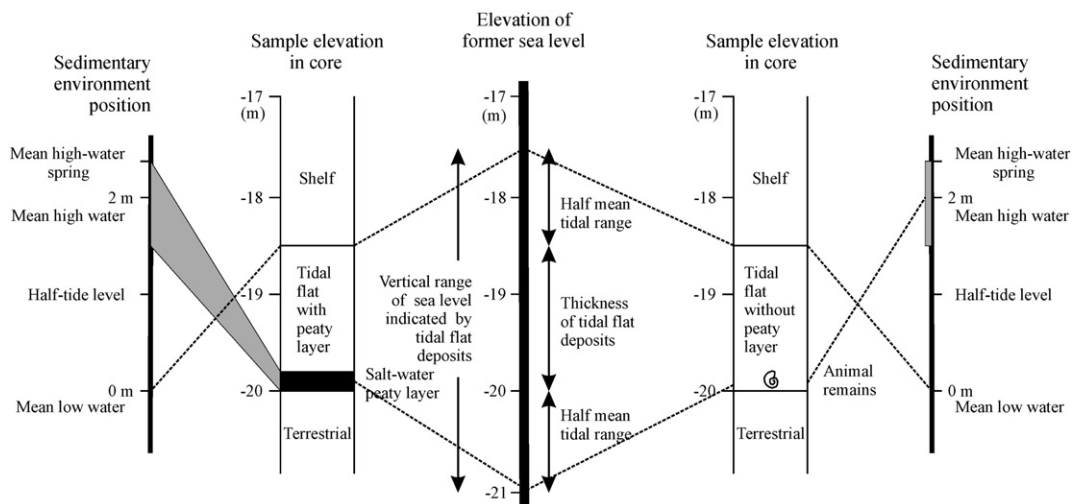 Elevation of
former sea level
Sample elevation
in core
Sample elevation
in core
Sedimentary
environment
position
Sedimentary
environment
position
-17
(m)
-18
-19
-20
-17
(m)
-18
-19
-20
-21
-17
(m)
-18
-19
-20
Mean high-water
spring
2 m
Mean high water
Half-tide level
0 m
Mean low water
Shelf
Tidal
flat
with
peaty
layer
Salt-water
peaty layer
Terrestrial
Vertical range
of sea level
indicated by
tidal flat
deposits
Half mean
tidal range
Thickness
of tidal flat
deposits
Half mean
tidal range
Shelf
Tidal
flat
without
peaty
layer
Animal
remains
Terrestrial
Mean high-water
spring
2 m
Mean high water
Half-tide level
0 m
Mean low water